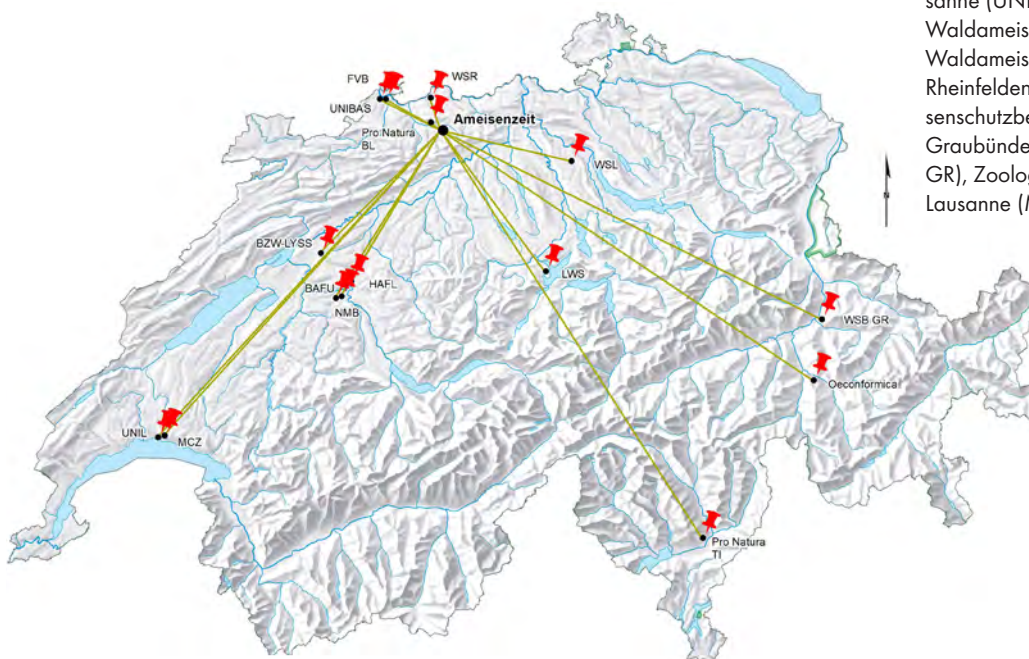 sanne (UNI
Waldameis
Waldameis
Rheinfelden
senschutzbe
Graubünde
GR), Zoolog
Lausanne (M
FVB
WSR
UNIBAS
Pro Natura
BL
Ameisenzeit
WSL
N
BZW-LYSS
BAFU
HAFL
NMB
LWS
WSB GR
Oeconformica
UNIL
MCZ
Pro Natura
TI